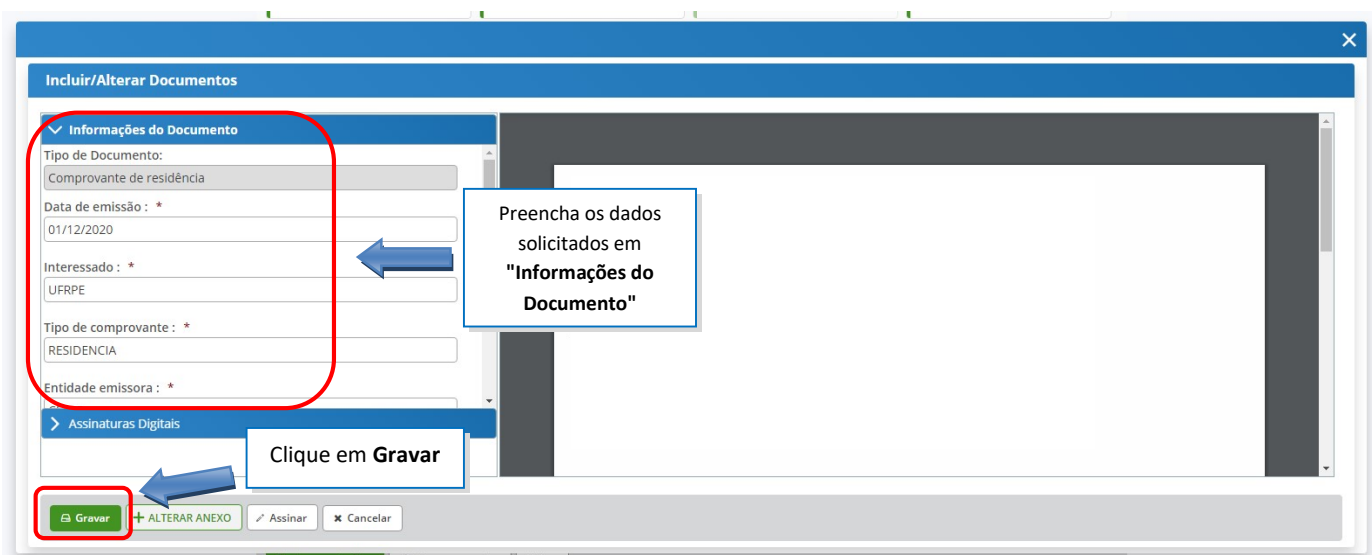 Incluir/Alterar Documentos
Informações do Documento
Tipo de Documento:
Comprovante de residência
Data de emissão : *
01/12/2020
Interessado : *
UFRPE
Tipo de comprovante : *
RESIDENCIA
Entidade emissora : *
Assinaturas Digitais
Preencha os dados
solicitados em
"Informações do
Documento"
Clique em Gravar
Gravar
+ ALTERAR ANEXO
Assinar
Cancelar